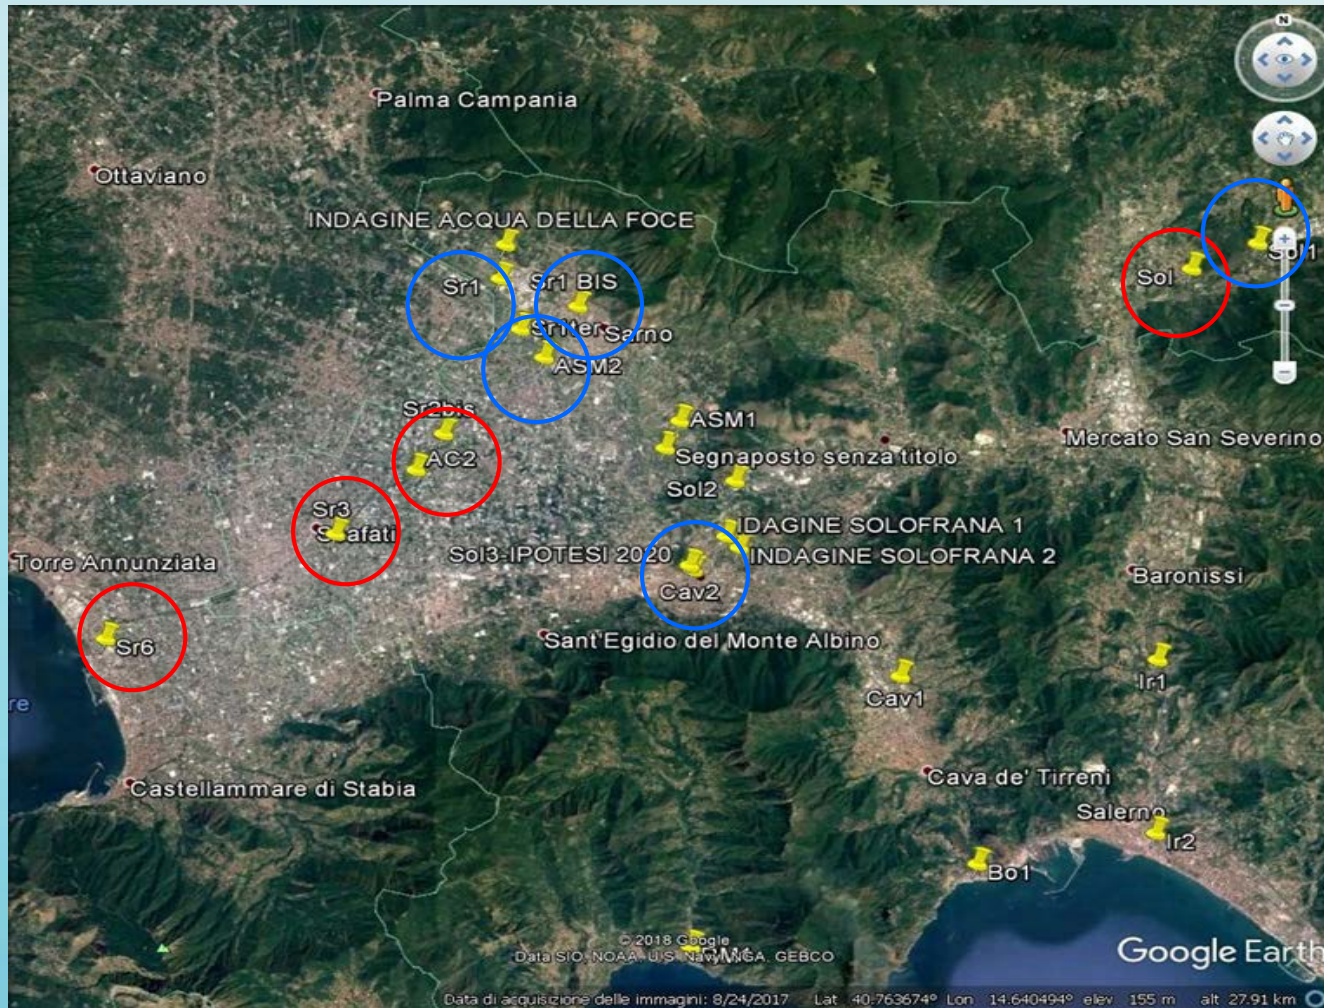 N
Palma Campania
Ottaviano
INDAGINE ACQUA DELLA FOCE
Sol1
Sol
Sr1 BIS
Sr1
Sr1ter
Sarno
ASM2
Sr2bis
ASM1
Mercato San Severino
AC2
Segnaposto senza titolo
Sol2
Sr3
Scafati
IDAGINE SOLOFRANA 1
Sol3-IPOTESI 2020
INDAGINE SOLOFRANA 2
Torre Annunziata
Baronissi
Cav2
Sant'Egidio del Monte Albino
Sr6
Ir1
Cav1
re
Cava de' Tirreni
Castellammare di Stabia
Salerno
Ir2
Bo1
© 2018 Google
Data SIO, NOAA, U.S. Navy, NGA, GEBCO
Google Earth
Data di acquisizione delle immagini: 8/24/2017 Lat 40.763674° Lon 14.640494° elev 155 m alt 27.91 km